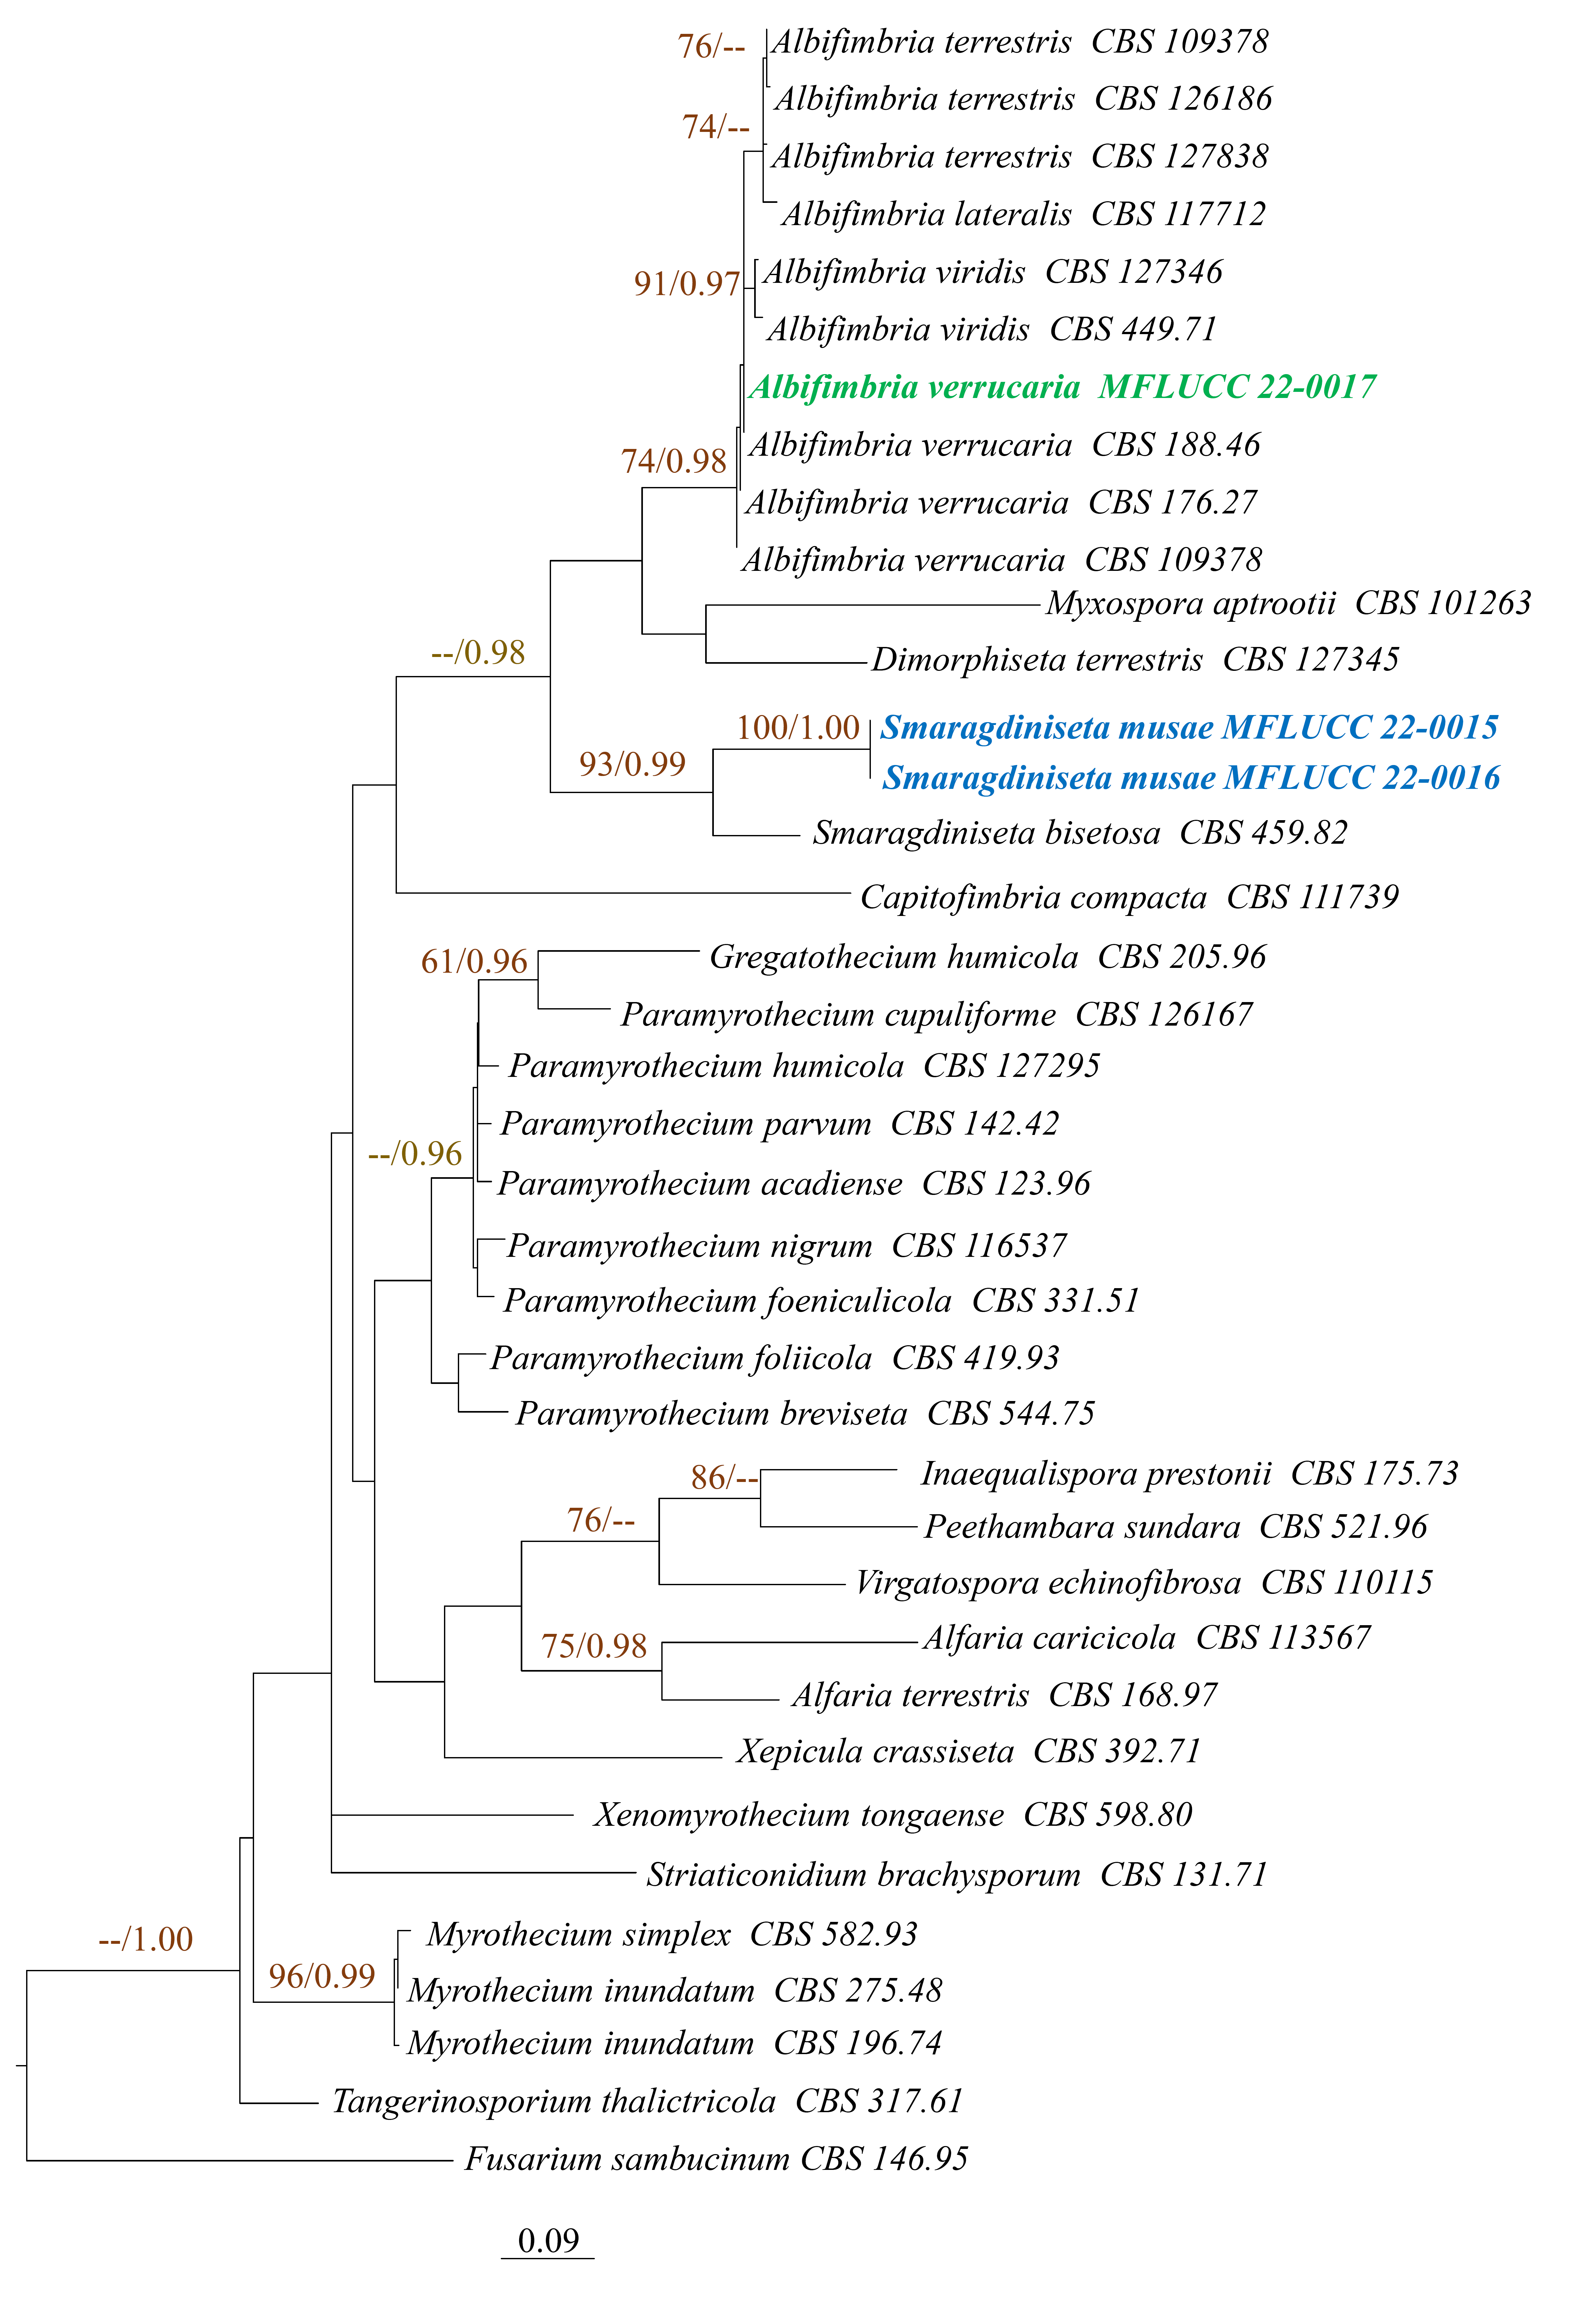 76/--
Albifimbria terrestris CBS 109378
Albifimbria terrestris CBS 126186
74/--
Albifimbria terrestris CBS 127838
Albifimbria lateralis CBS 117712
Albifimbria viridis CBS 127346
91/0.97
Albifimbria viridis CBS 449.71
Albifimbria verrucaria MFLUCC 22-0017
Albifimbria verrucaria CBS 188.46
74/0.98
Albifimbria verrucaria CBS 176.27
Albifimbria verrucaria CBS 109378
Myxospora aptrootii CBS 101263
--/0.98
Dimorphiseta terrestris CBS 127345
100/1.00
Smaragdiniseta musae MFLUCC 22-0015
93/0.99
Smaragdiniseta musae MFLUCC 22-0016
Smaragdiniseta bisetosa CBS 459.82
Capitofimbria compacta CBS 111739
61/0.96
Gregatothecium humicola CBS 205.96
Paramyrothecium cupuliforme CBS 126167
Paramyrothecium humicola CBS 127295
Paramyrothecium parvum CBS 142.42
--/0.96
Paramyrothecium acadiense CBS 123.96
Paramyrothecium nigrum CBS 116537
Paramyrothecium foeniculicola CBS 331.51
Paramyrothecium foliicola CBS 419.93
Paramyrothecium breviseta CBS 544.75
86/--
Inaequalispora prestonii CBS 175.73
76/--
Peethambara sundara CBS 521.96
Virgatospora echinofibrosa CBS 110115
75/0.98
Alfaria caricicola CBS 113567
Alfaria terrestris CBS 168.97
Xepicula crassiseta CBS 392.71
Xenomyrothecium tongaense CBS 598.80
Striaticonidium brachysporum CBS 131.71
--/1.00
Myrothecium simplex CBS 582.93
96/0.99
Myrothecium inundatum CBS 275.48
Myrothecium inundatum CBS 196.74
Tangerinosporium thalictricola CBS 317.61
Fusarium sambucinum CBS 146.95
0.09